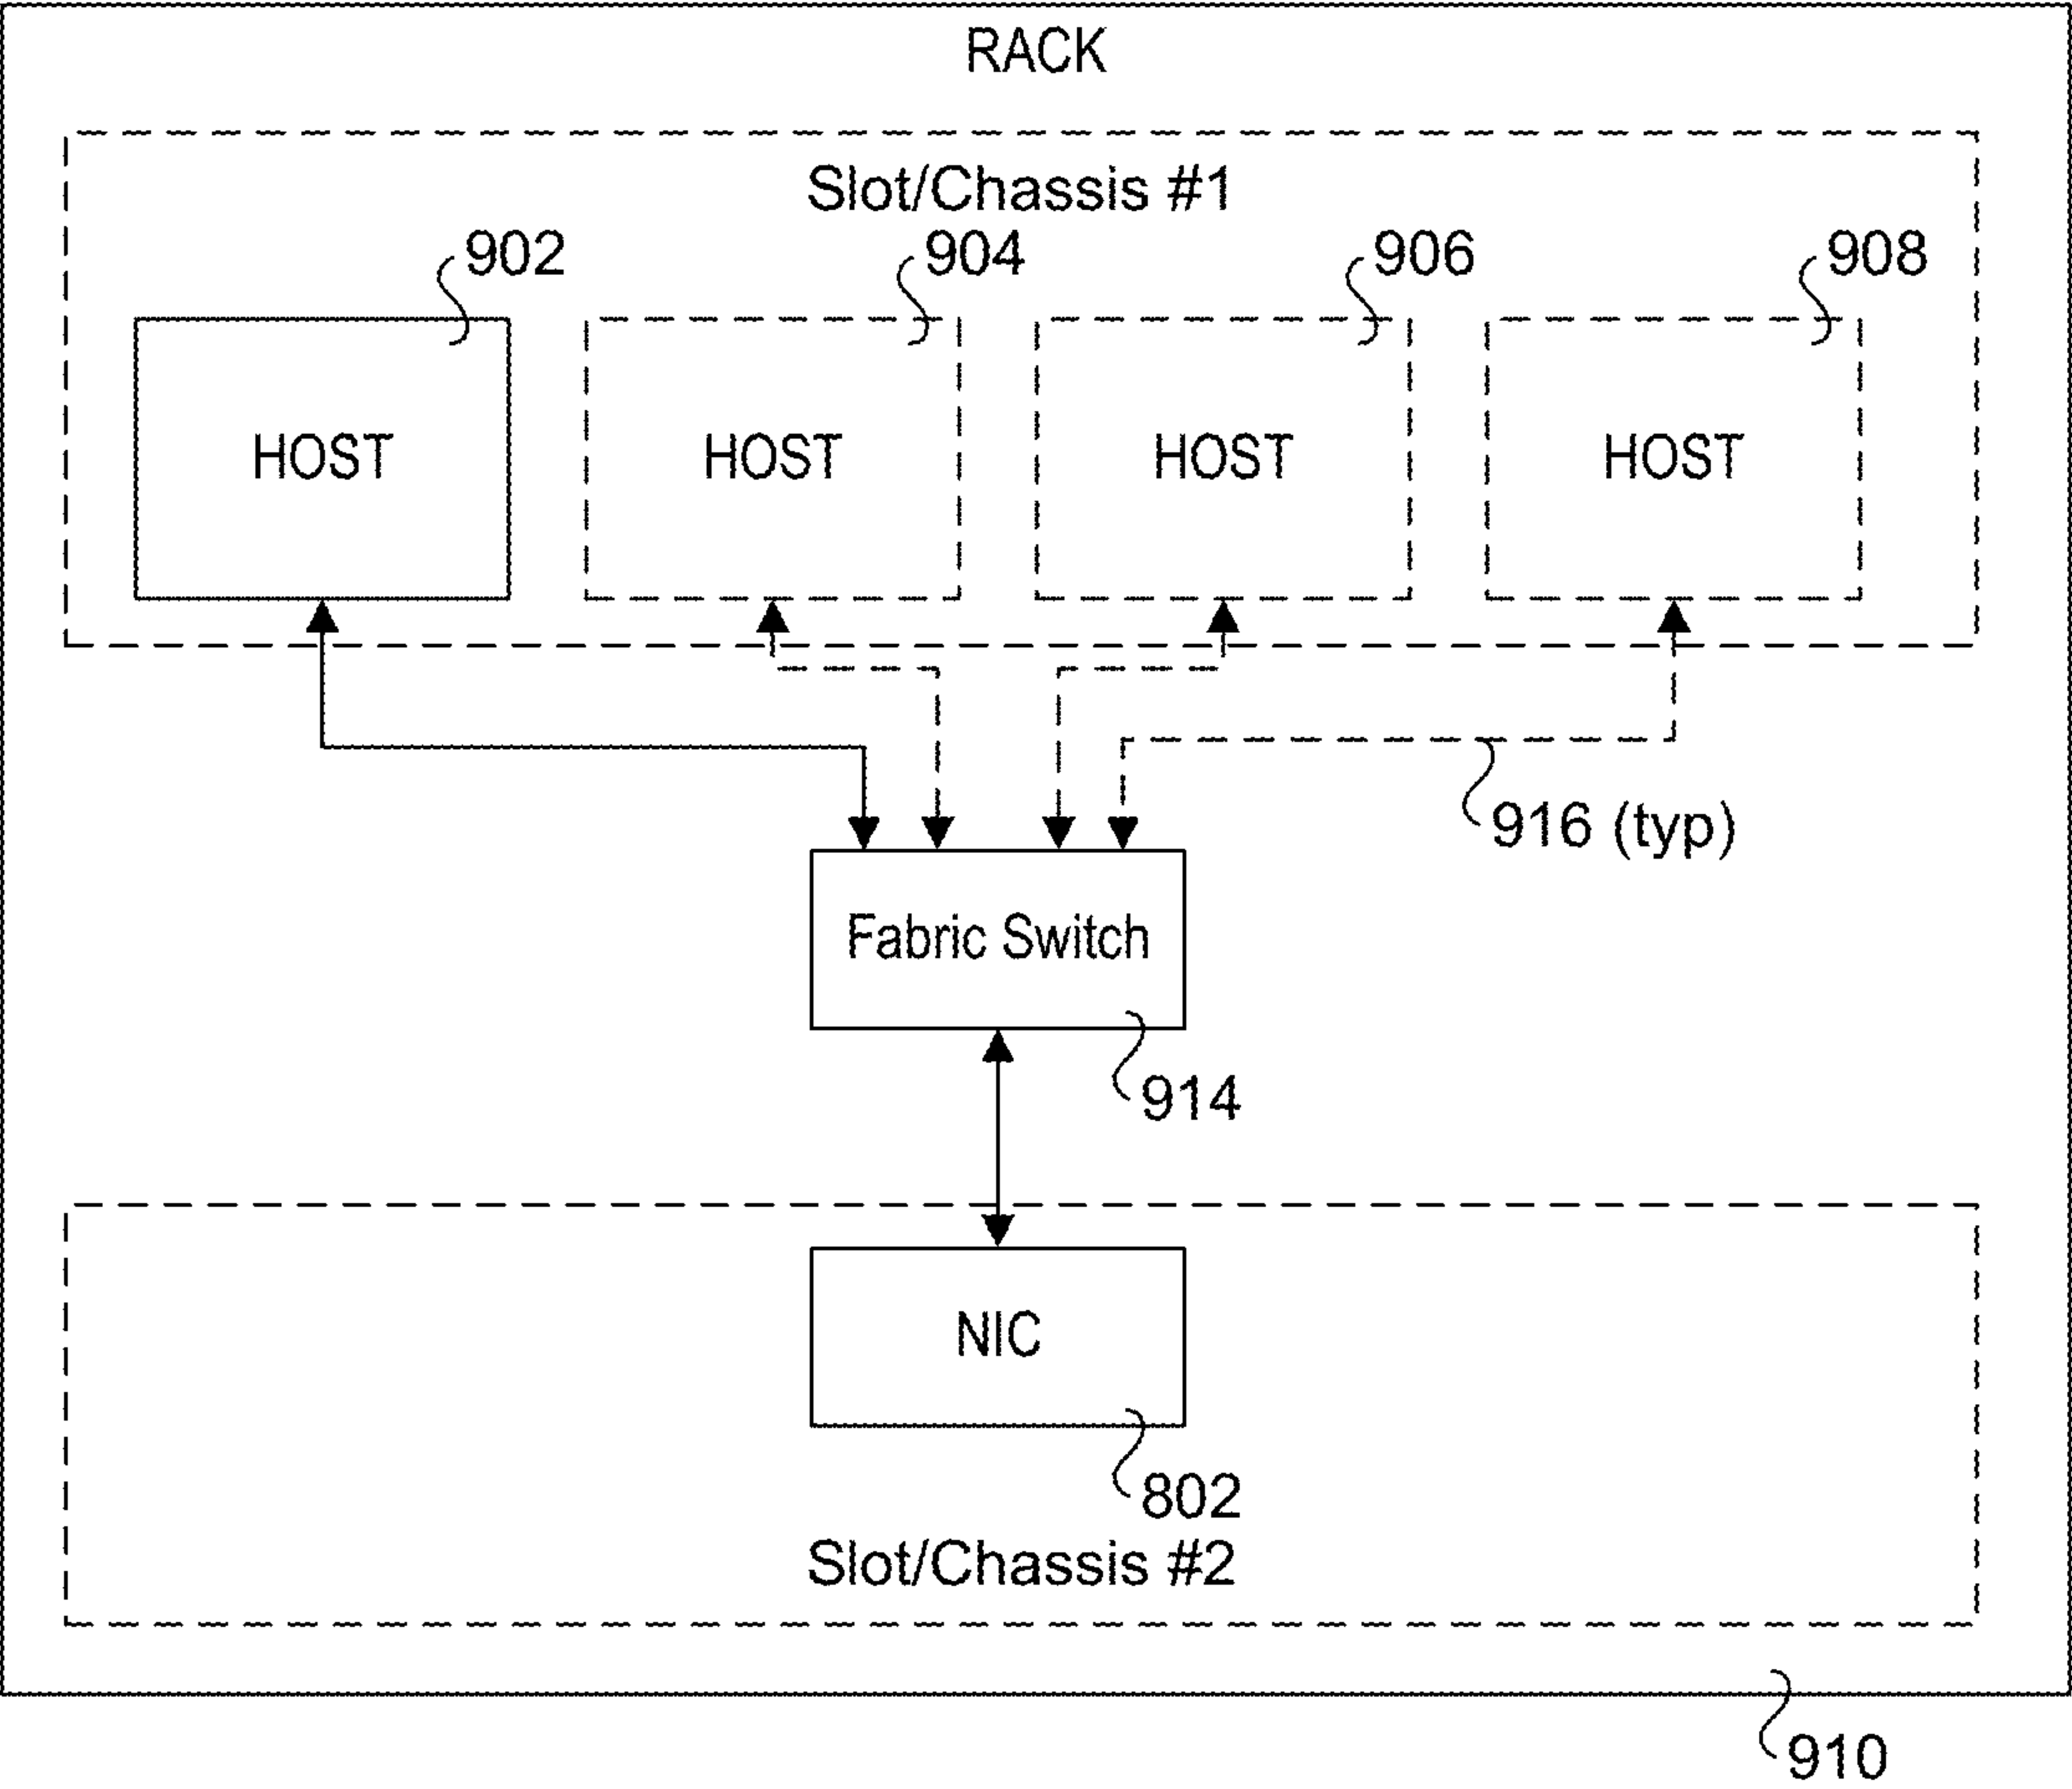 RACK
Slot/Chassis #1
902
904
906
908
HOST
HOST
HOST
HOST
916 (typ)
Fabric Switch
914
NIC
802
Slot/Chassis #2
910